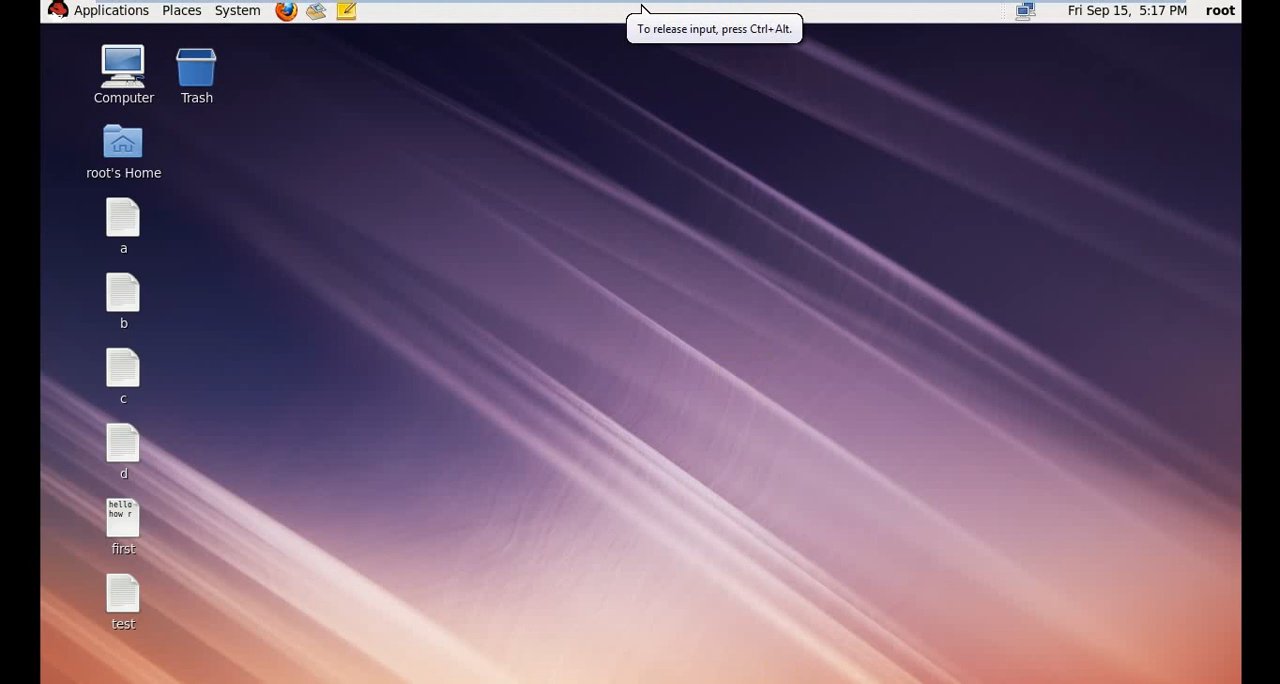 Applications Places System Fri Sep 15, 5:17 PM root
To release input, press Ctrl+Alt.
Computer Trash
root's Home
a
b
c
d
hello
how r
first
test